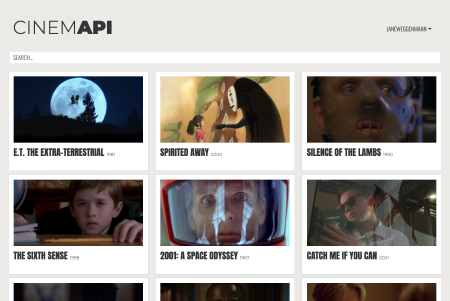 CINEMAPI
JANEWEGGENMANN
SEARCH...
E.T. THE EXTRA-TERRESTRIAL 1981
SPIRITED AWAY 2000
SILENCE OF THE LAMBS 1990
THE SIXTH SENSE 1998
2001: A SPACE ODYSSEY 1967
CATCH ME IF YOU CAN 2001